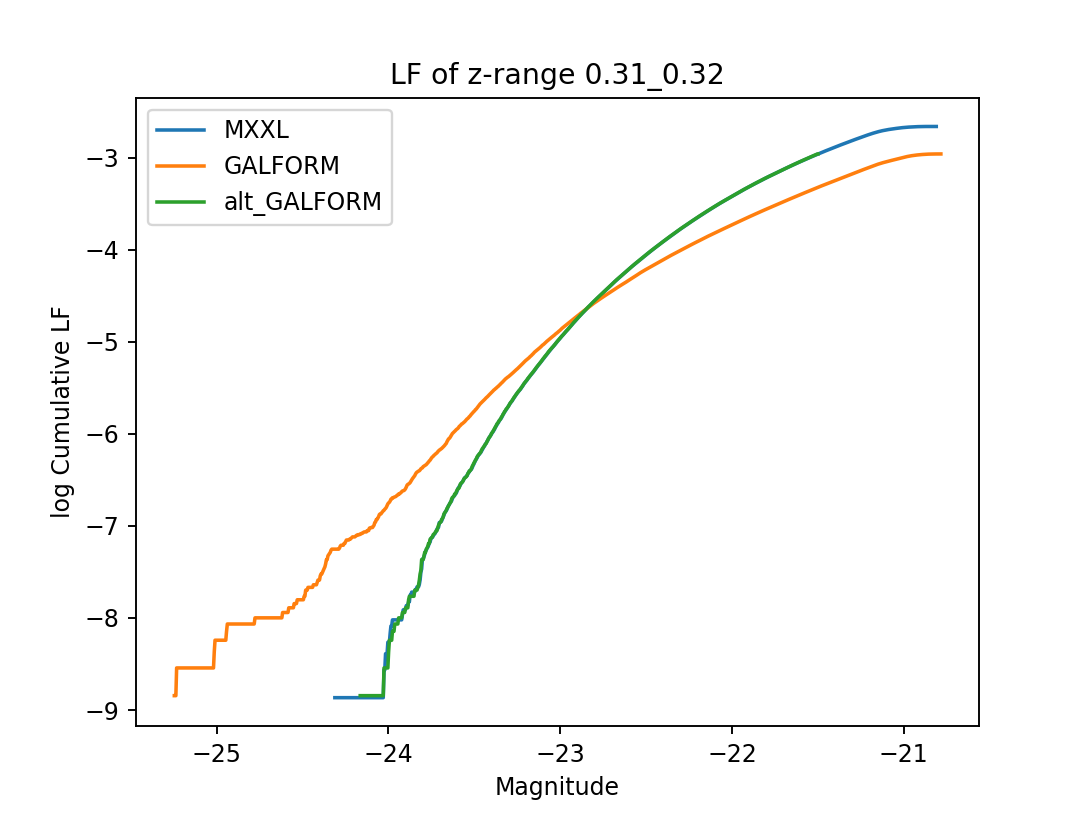 LF of z-range 0.31_0.32
MXXL
GALFORM
alt_GALFORM
log Cumulative LF
−3
−4
−5
−6
−7
−8
−9
−25 −24 −23 −22 −21
Magnitude